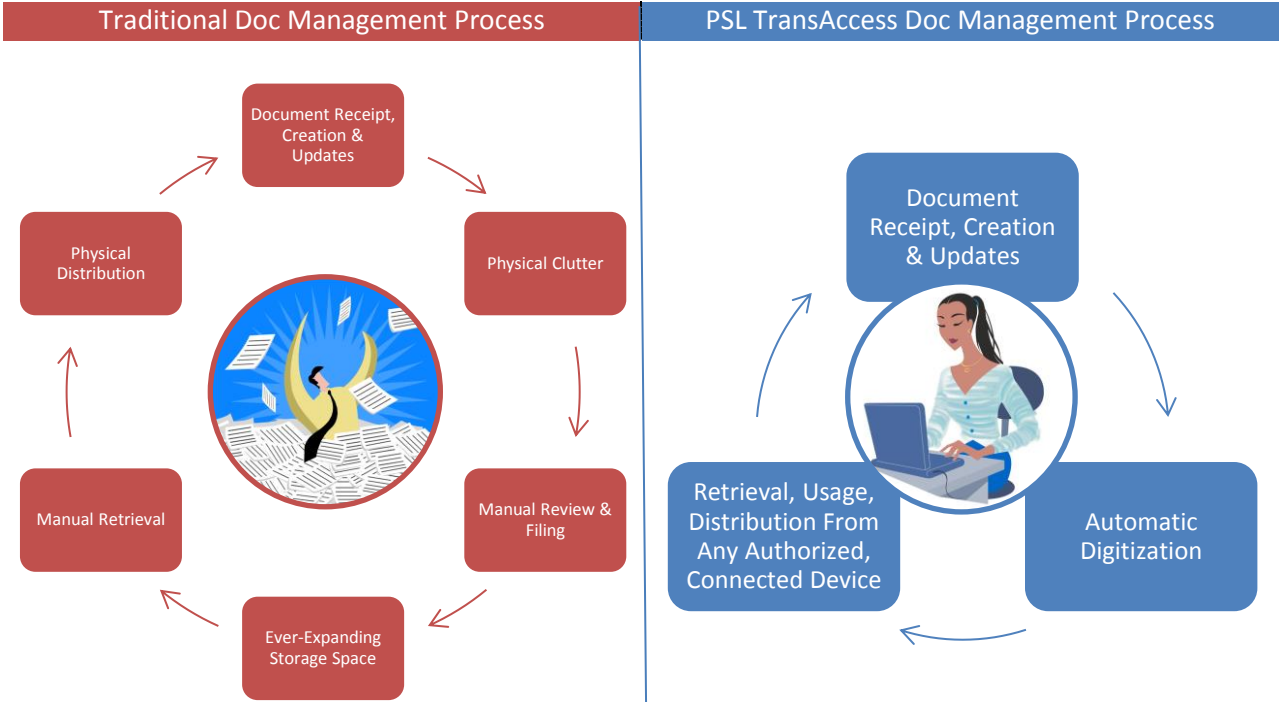 Traditional Doc Management Process
Document Receipt,
Creation &
Updates
Physical Clutter
Manual Review &
Filing
Ever-Expanding
Storage Space
Manual Retrieval
Physical
Distribution
PSL TransAccess Doc Management Process
Document
Receipt, Creation
& Updates
Automatic
Digitization
Retrieval, Usage,
Distribution From
Any Authorized,
Connected Device